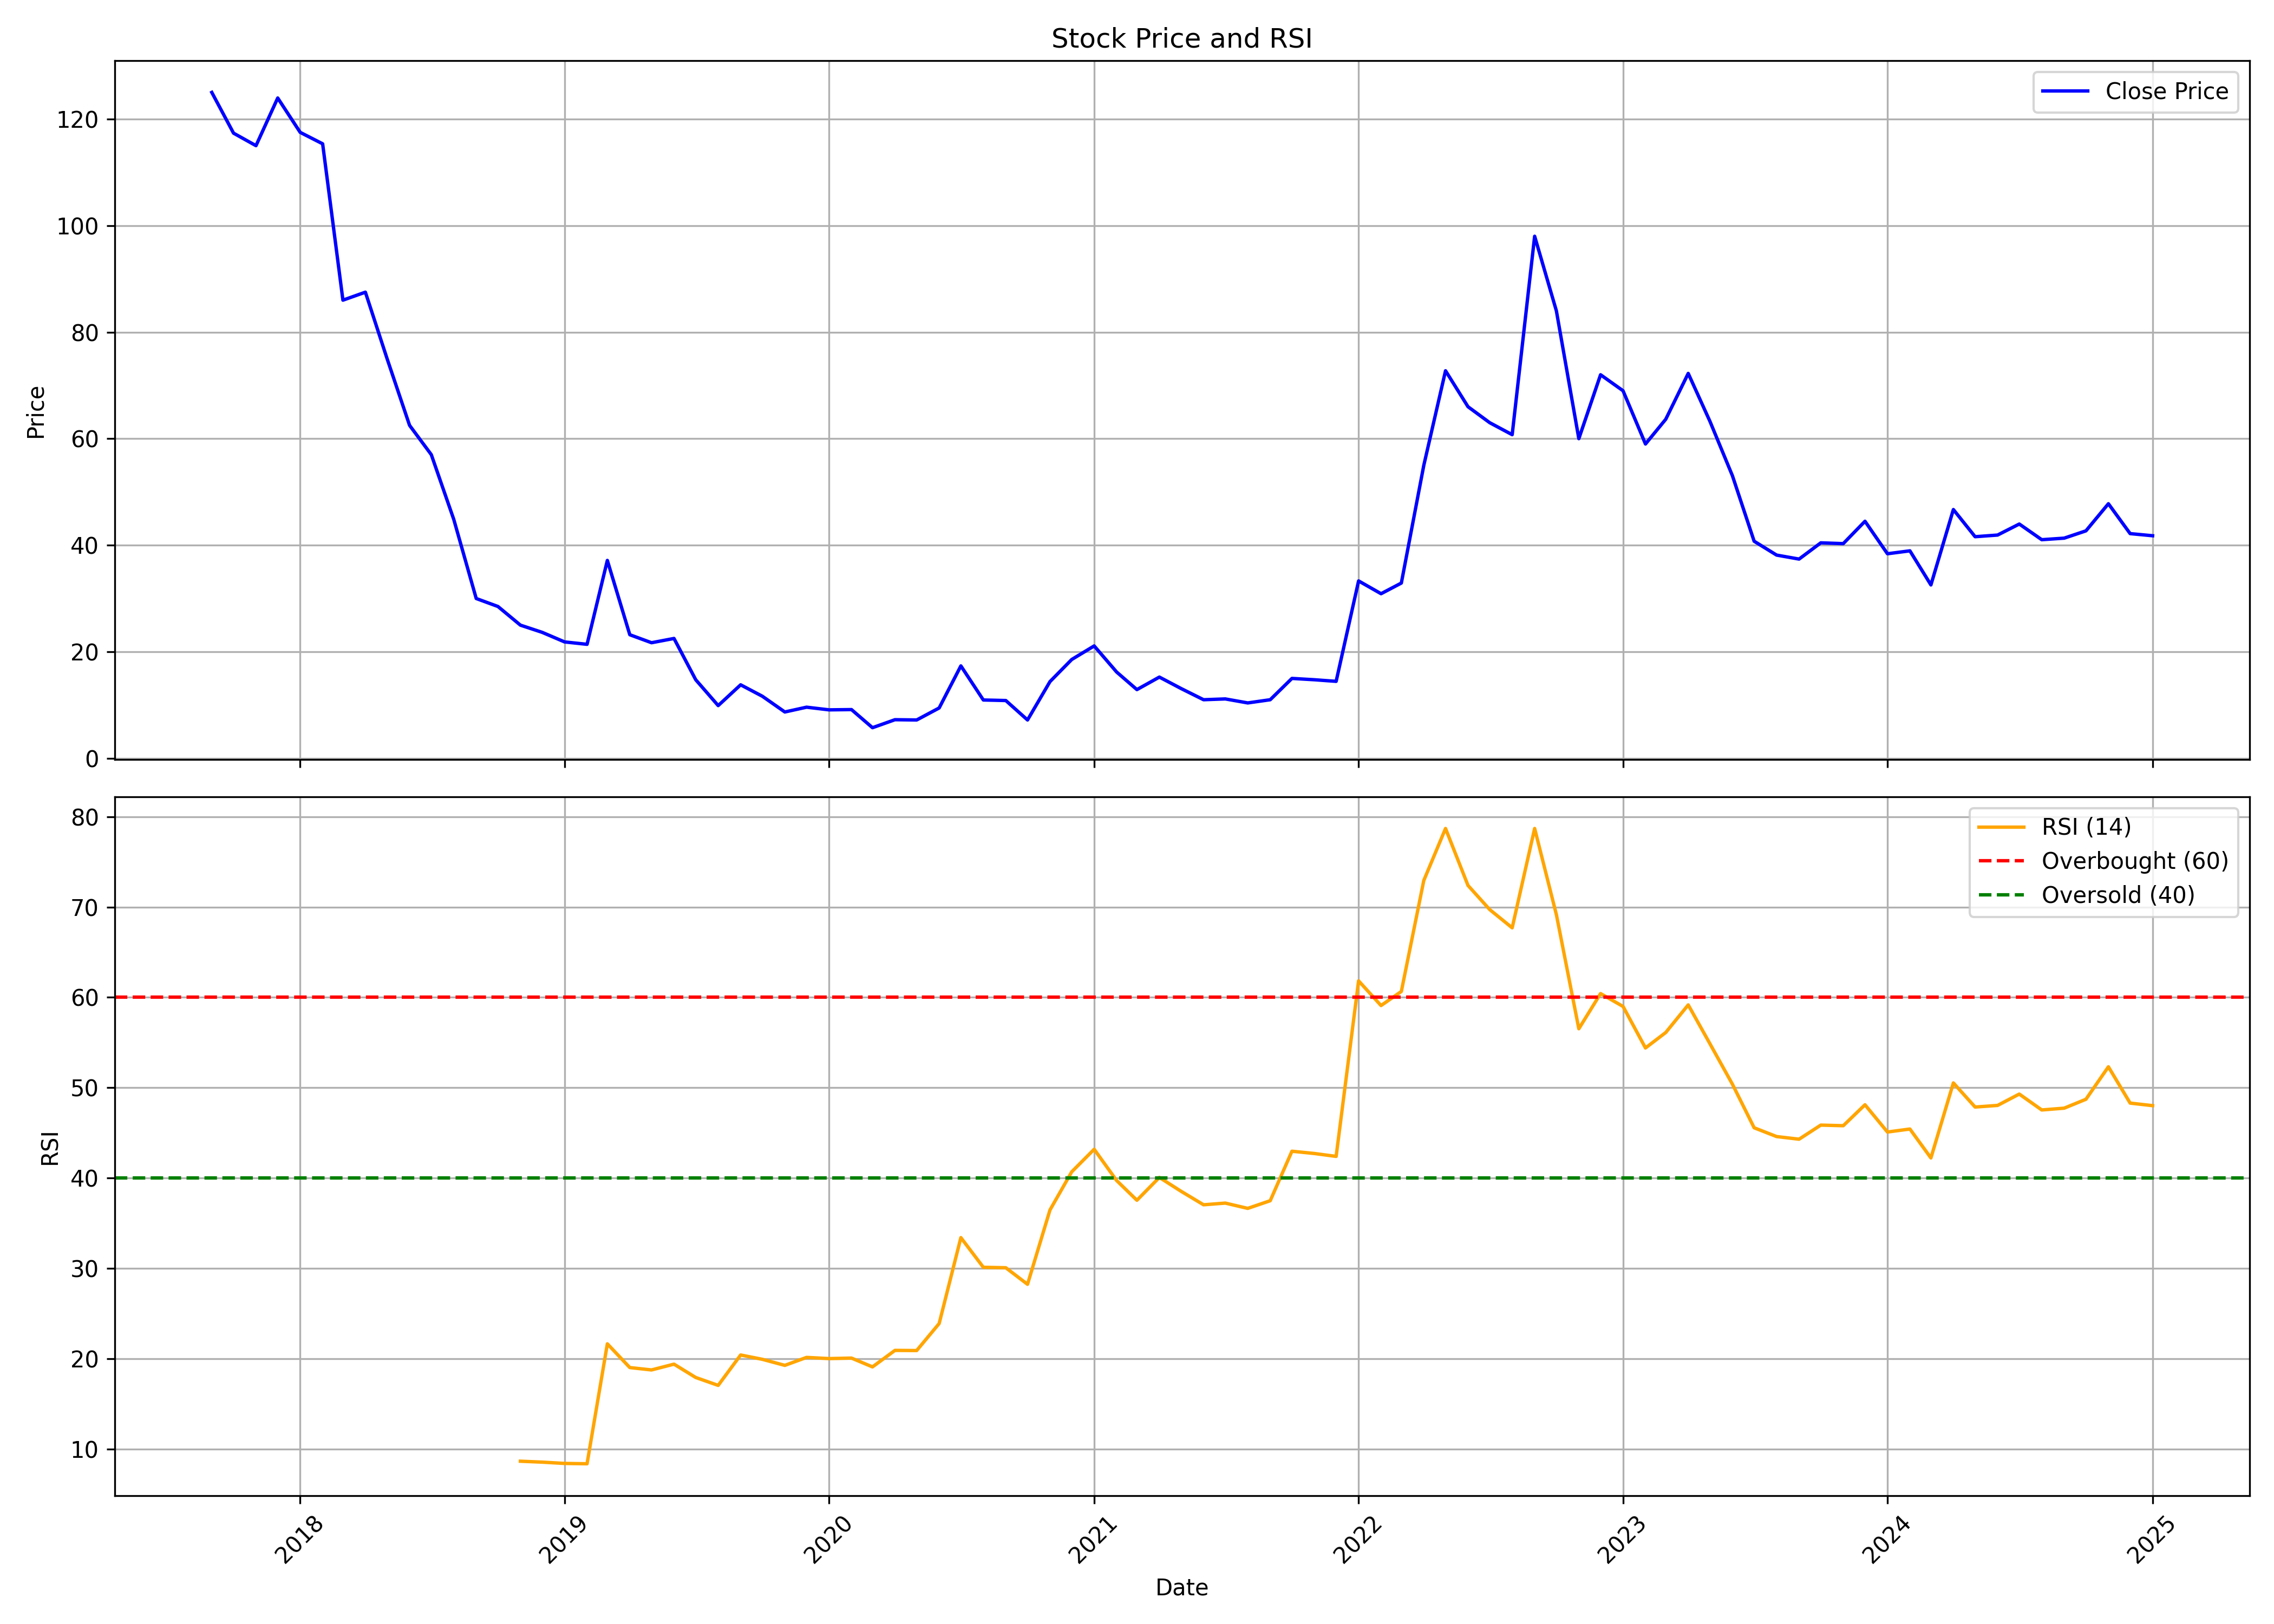 Stock Price and RSI
Close Price
120
100
80
60
40
20
0
Price
RSI (14)
Overbought (60)
Oversold (40)
80
70
60
50
40
30
20
10
RSI
2018
2019
2020
2021
2022
2023
2024
2025
Date